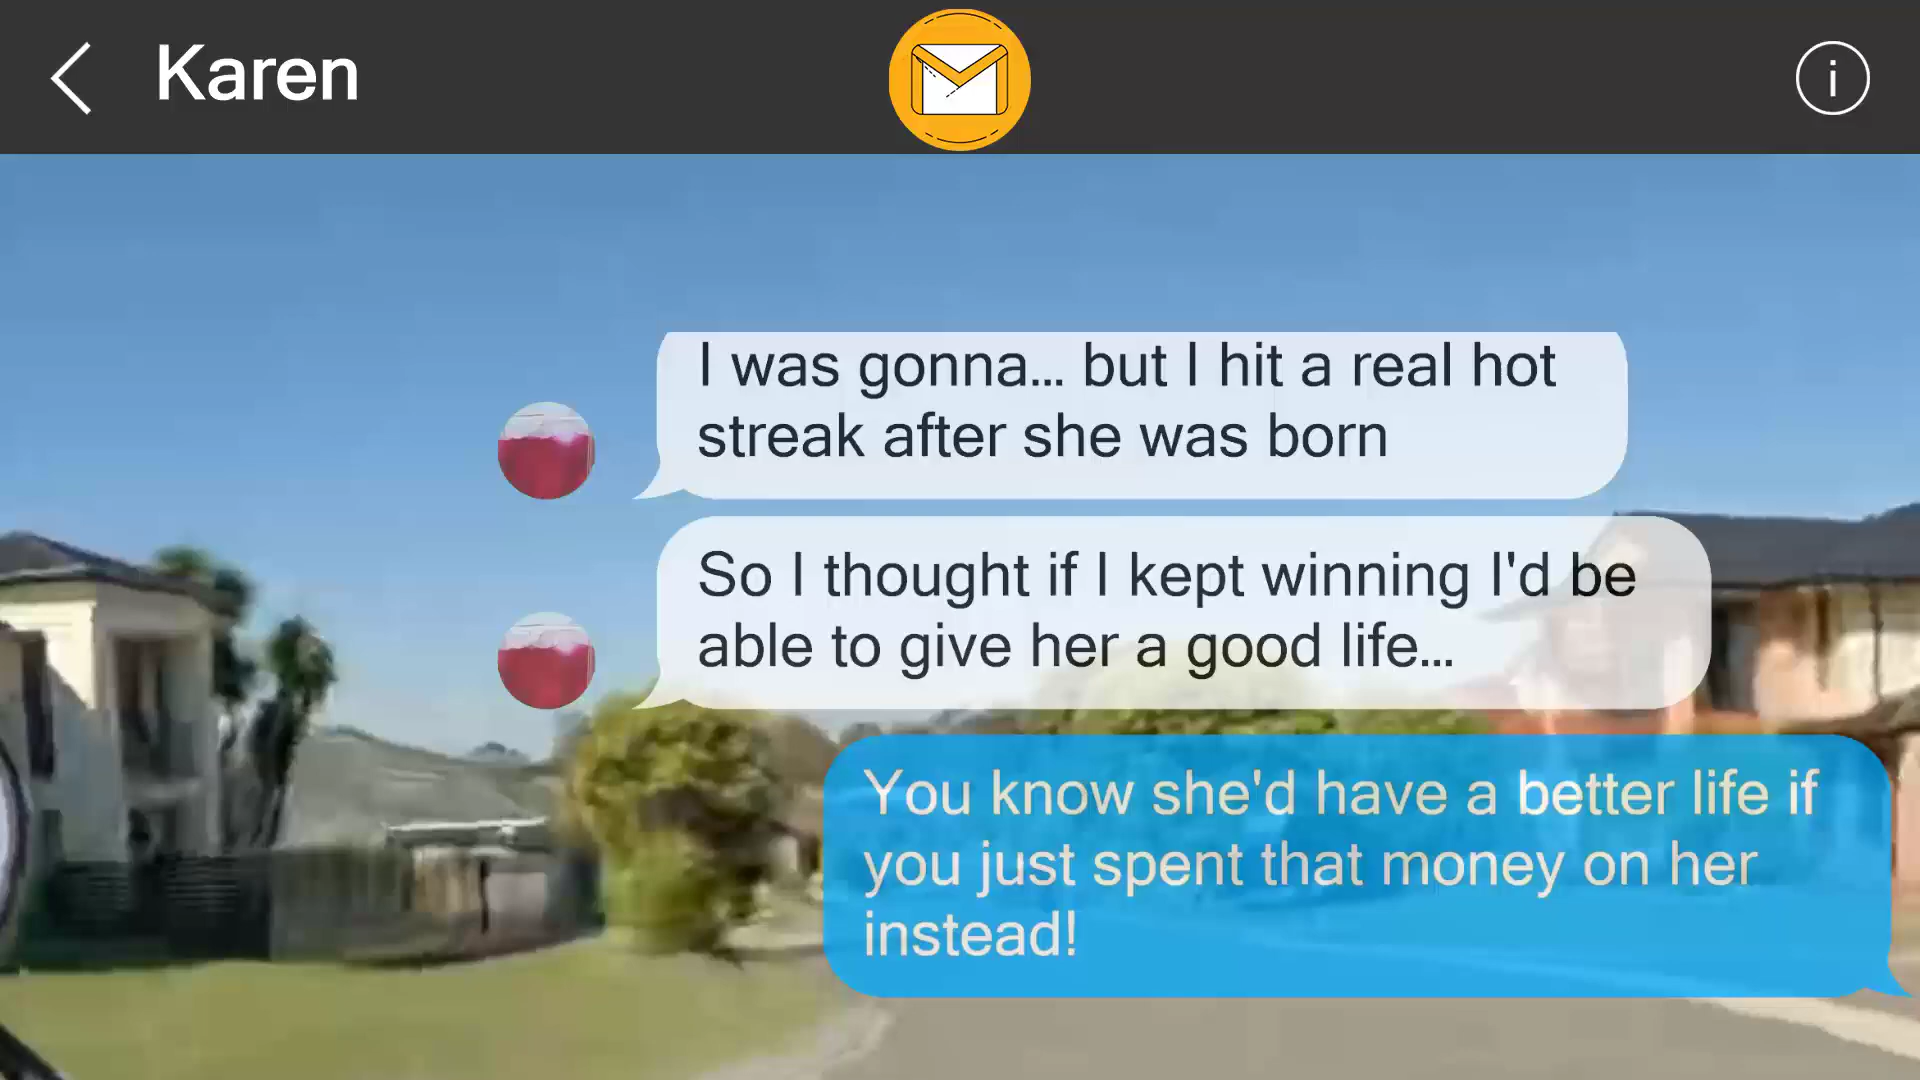 Karen
I was gonna... but I hit a real hot
streak after she was born
So I thought if I kept winning I'd be
able to give her a good life...
You know she'd have a better life if
you just spent that money on her
instead!